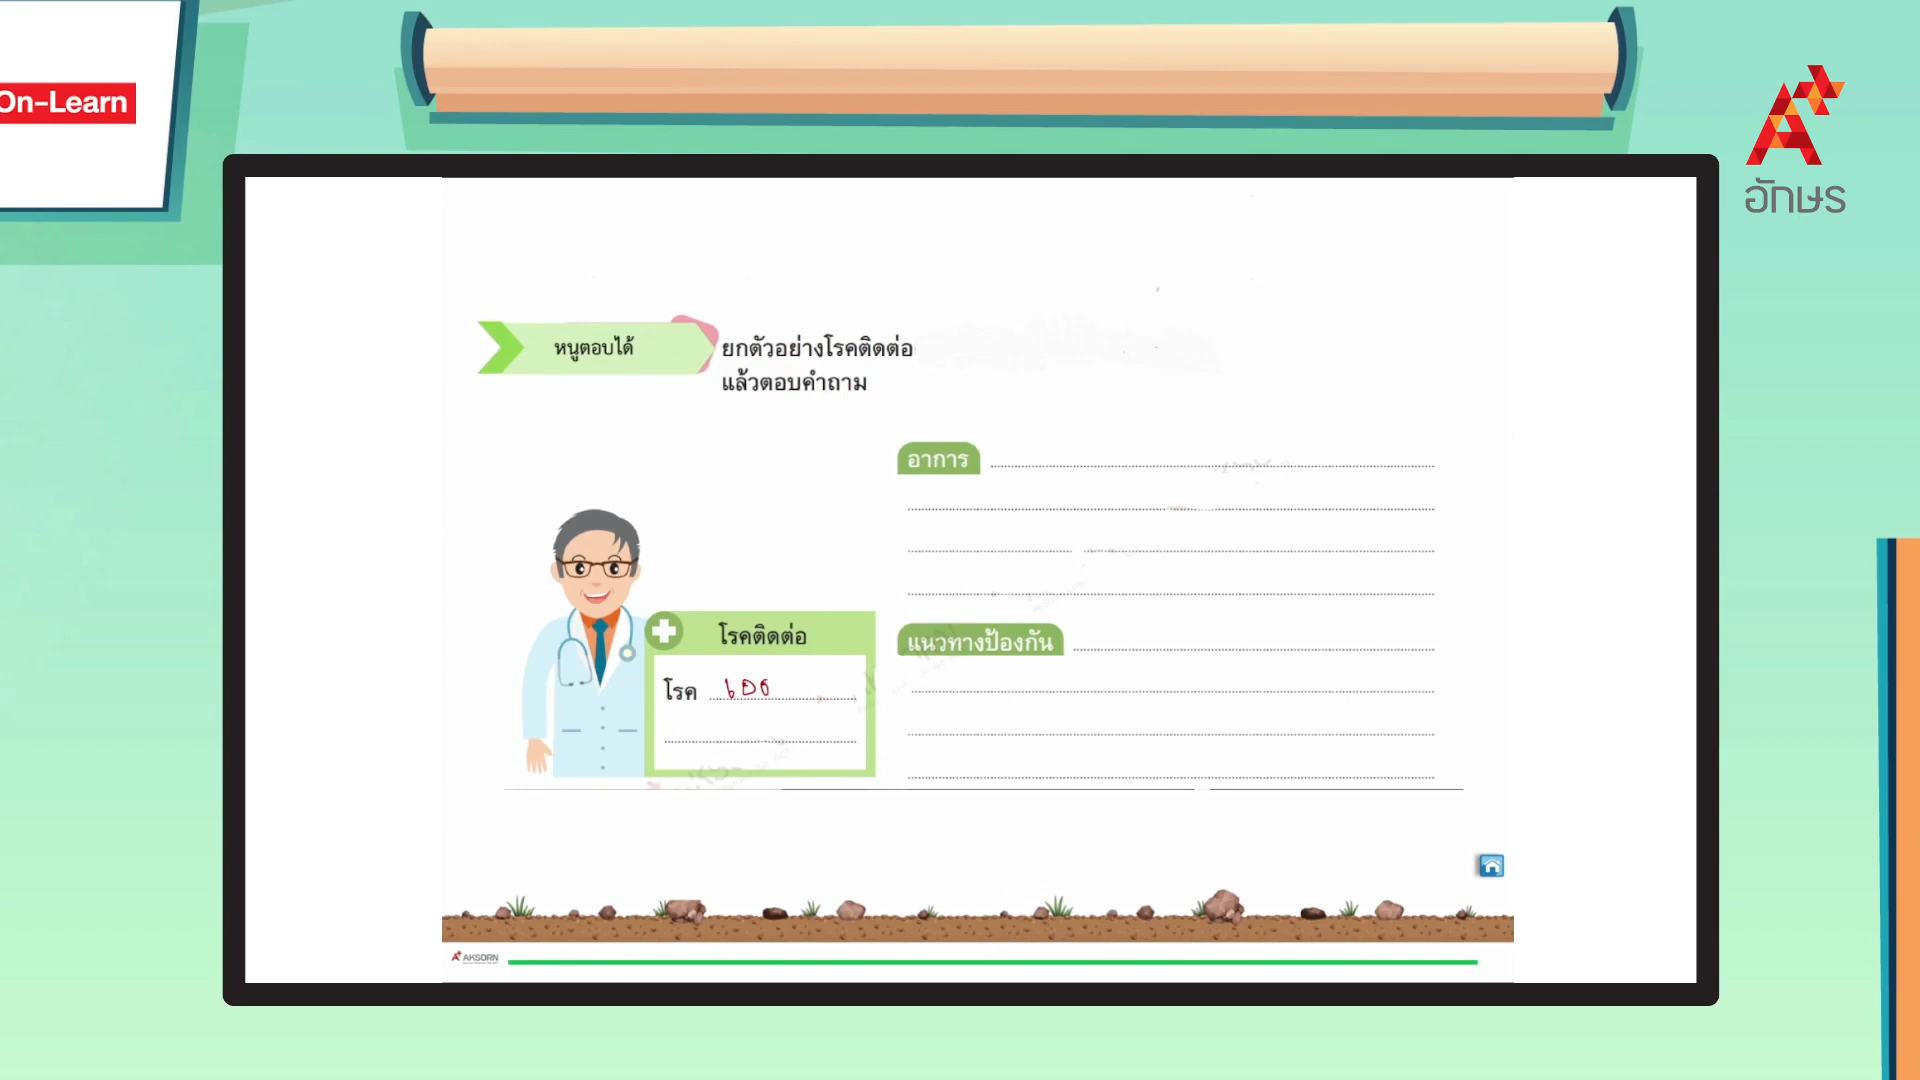 On-Learn
อักษร
หนูตอบได้
ยกตัวอย่างโรคติดต่อ
แล้วตอบคำถาม
อาการ
โรคติดต่อ
แนวทางป้องกัน
โรค
AKSORN